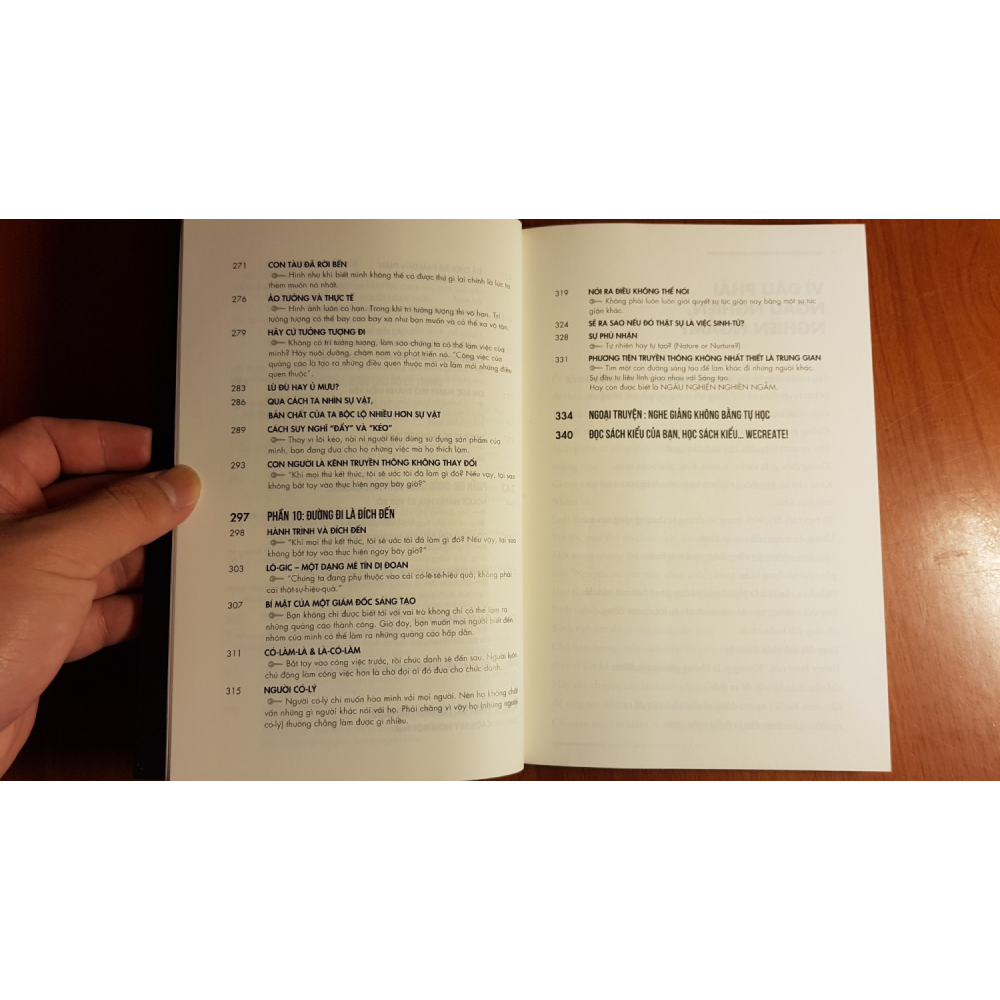 271 CON TÀU ĐÃ RỜI BẾN
Hình như khi biết mình không thể có được thứ gì lại chính là lúc ta
thèm muốn nó nhất.
276 ẢO TƯỞNG VÀ THỰC TẾ
Hình ảnh luôn có hạn. Trong khi trí tưởng tượng thì vô hạn. Trí
tưởng tượng có thể bay cao bay xa như bạn muốn và có thể xa vô tận.
279 HÃY CỨ TƯỞNG TƯỢNG ĐI
Không có trí tưởng tượng, làm sao chúng ta có thể làm việc của
mình? Hãy nuôi dưỡng, chăm nom và phát triển nó. “Công việc của
quảng cáo là tạo ra những điều quen thuộc mới và làm mới những điều
quen thuộc”.
283 LÙ ĐÙ HAY Ủ MƯU?
286 QUA CÁCH TA NHÌN SỰ VẬT,
BẢN CHẤT CỦA TA BỘC LỘ NHIỀU HƠN SỰ VẬT
289 CÁCH SUY NGHĨ “ĐẨY” VÀ “KÉO”
Thay vì lôi kéo, nài nỉ người tiêu dùng sử dụng sản phẩm của
mình, bạn đang đưa cho họ những việc mà họ thích làm.
293 CON NGƯỜI LÀ KÊNH TRUYỀN THÔNG KHÔNG THAY ĐỔI
“Khi mọi thứ kết thúc, tôi sẽ ước tôi đã làm gì đó? Nếu vậy, tại sao
không bắt tay vào thực hiện ngay bây giờ?”
297 PHẦN 10: ĐƯỜNG ĐI LÀ ĐÍCH ĐẾN
298 HÀNH TRÌNH VÀ ĐÍCH ĐẾN
“Khi mọi thứ kết thúc, tôi sẽ ước tôi đã làm gì đó? Nếu vậy, tại sao
không bắt tay vào thực hiện ngay bây giờ?”
303 LÔ-GIC – MỘT DẠNG MÊ TÍN DỊ ĐOAN
“Chúng ta đang phụ thuộc vào cái có-lẽ-sẽ-hiệu quả, không phải
cái thật-sự-hiệu-quả.”
307 BÍ MẬT CỦA MỘT GIÁM ĐỐC SÁNG TẠO
Bạn không chỉ được biết tới với vai trò không chỉ có thể làm ra
những quảng cáo thành công. Giờ đây, bạn muốn mọi người biết đến
nhóm của mình có thể làm ra những quảng cáo hấp dẫn.
311 CÓ-LÀM-LÀ & LÀ-CÓ-LÀM
Bắt tay vào công việc trước, rồi chức danh sẽ đến sau. Người luôn
chủ động làm công việc hơn là chờ đợi ai đó đưa cho chức danh.
315 NGƯỜI CÓ-LÝ
Người có-lý chỉ muốn hòa mình với mọi người. Nên họ không chất
vấn những gì người khác nói với họ. Phải chăng vì vậy họ (những người
có-lý) thường chẳng làm được gì nhiều.
319 NÓI RA ĐIỀU KHÔNG THỂ NÓI
Không phải luôn luôn giải quyết sự tức giận này bằng một sự tức
giận khác.
324 SẼ RA SAO NẾU ĐÓ THẬT SỰ LÀ VIỆC SINH-TỬ?
328 SỰ PHỦ NHẬN
Tự nhiên hay tự tạo? (Nature or Nurture?)
331 PHƯƠNG TIỆN TRUYỀN THÔNG KHÔNG NHẤT THIẾT LÀ TRUNG GIAN
Tìm một con đường sáng tạo để làm khác đi những người khác.
Sự đầu tư liều lĩnh giao nhau với Sáng tạo.
Hay còn được biết là NGẪU NGHIẾN NGHIỀN NGẪM.
334 NGOẠI TRUYỆN : NGHE GIẢNG KHÔNG BẰNG TỰ HỌC
340 ĐỌC SÁCH KIỂU CỦA BẠN, HỌC SÁCH KIỂU... WECREATE!